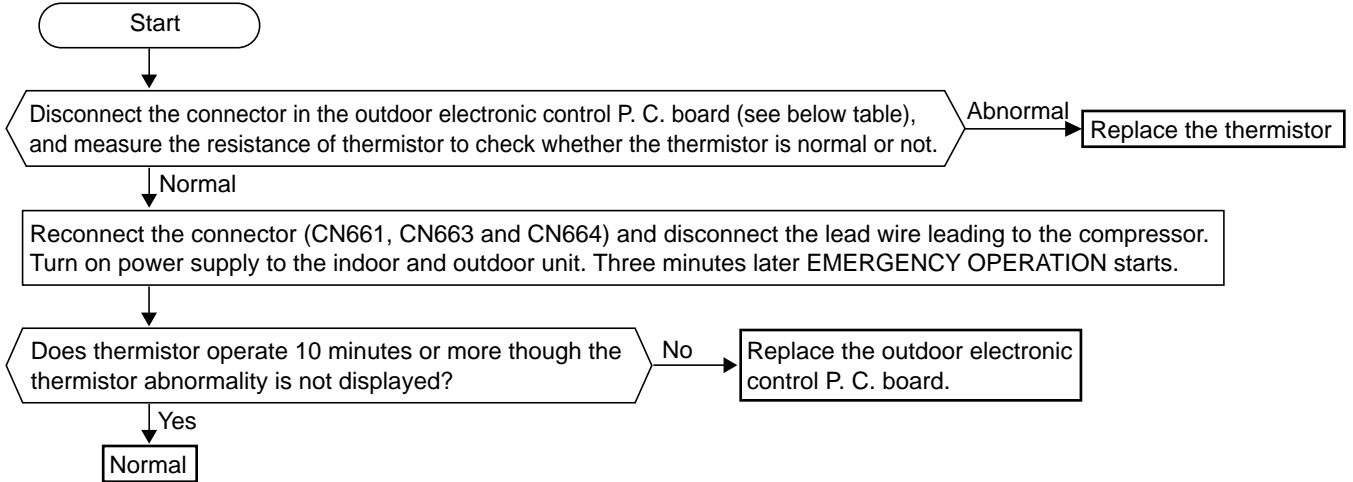 Start
Disconnect the connector in the outdoor electronic control P. C. board (see below table),
and measure the resistance of thermistor to check whether the thermistor is normal or not.
Abnormal
Replace the thermistor
Normal
Reconnect the connector (CN661, CN663 and CN664) and disconnect the lead wire leading to the compressor.
Turn on power supply to the indoor and outdoor unit. Three minutes later EMERGENCY OPERATION starts.
Does thermistor operate 10 minutes or more though the
thermistor abnormality is not displayed?
No
Replace the outdoor electronic
control P. C. board.
Yes
Normal